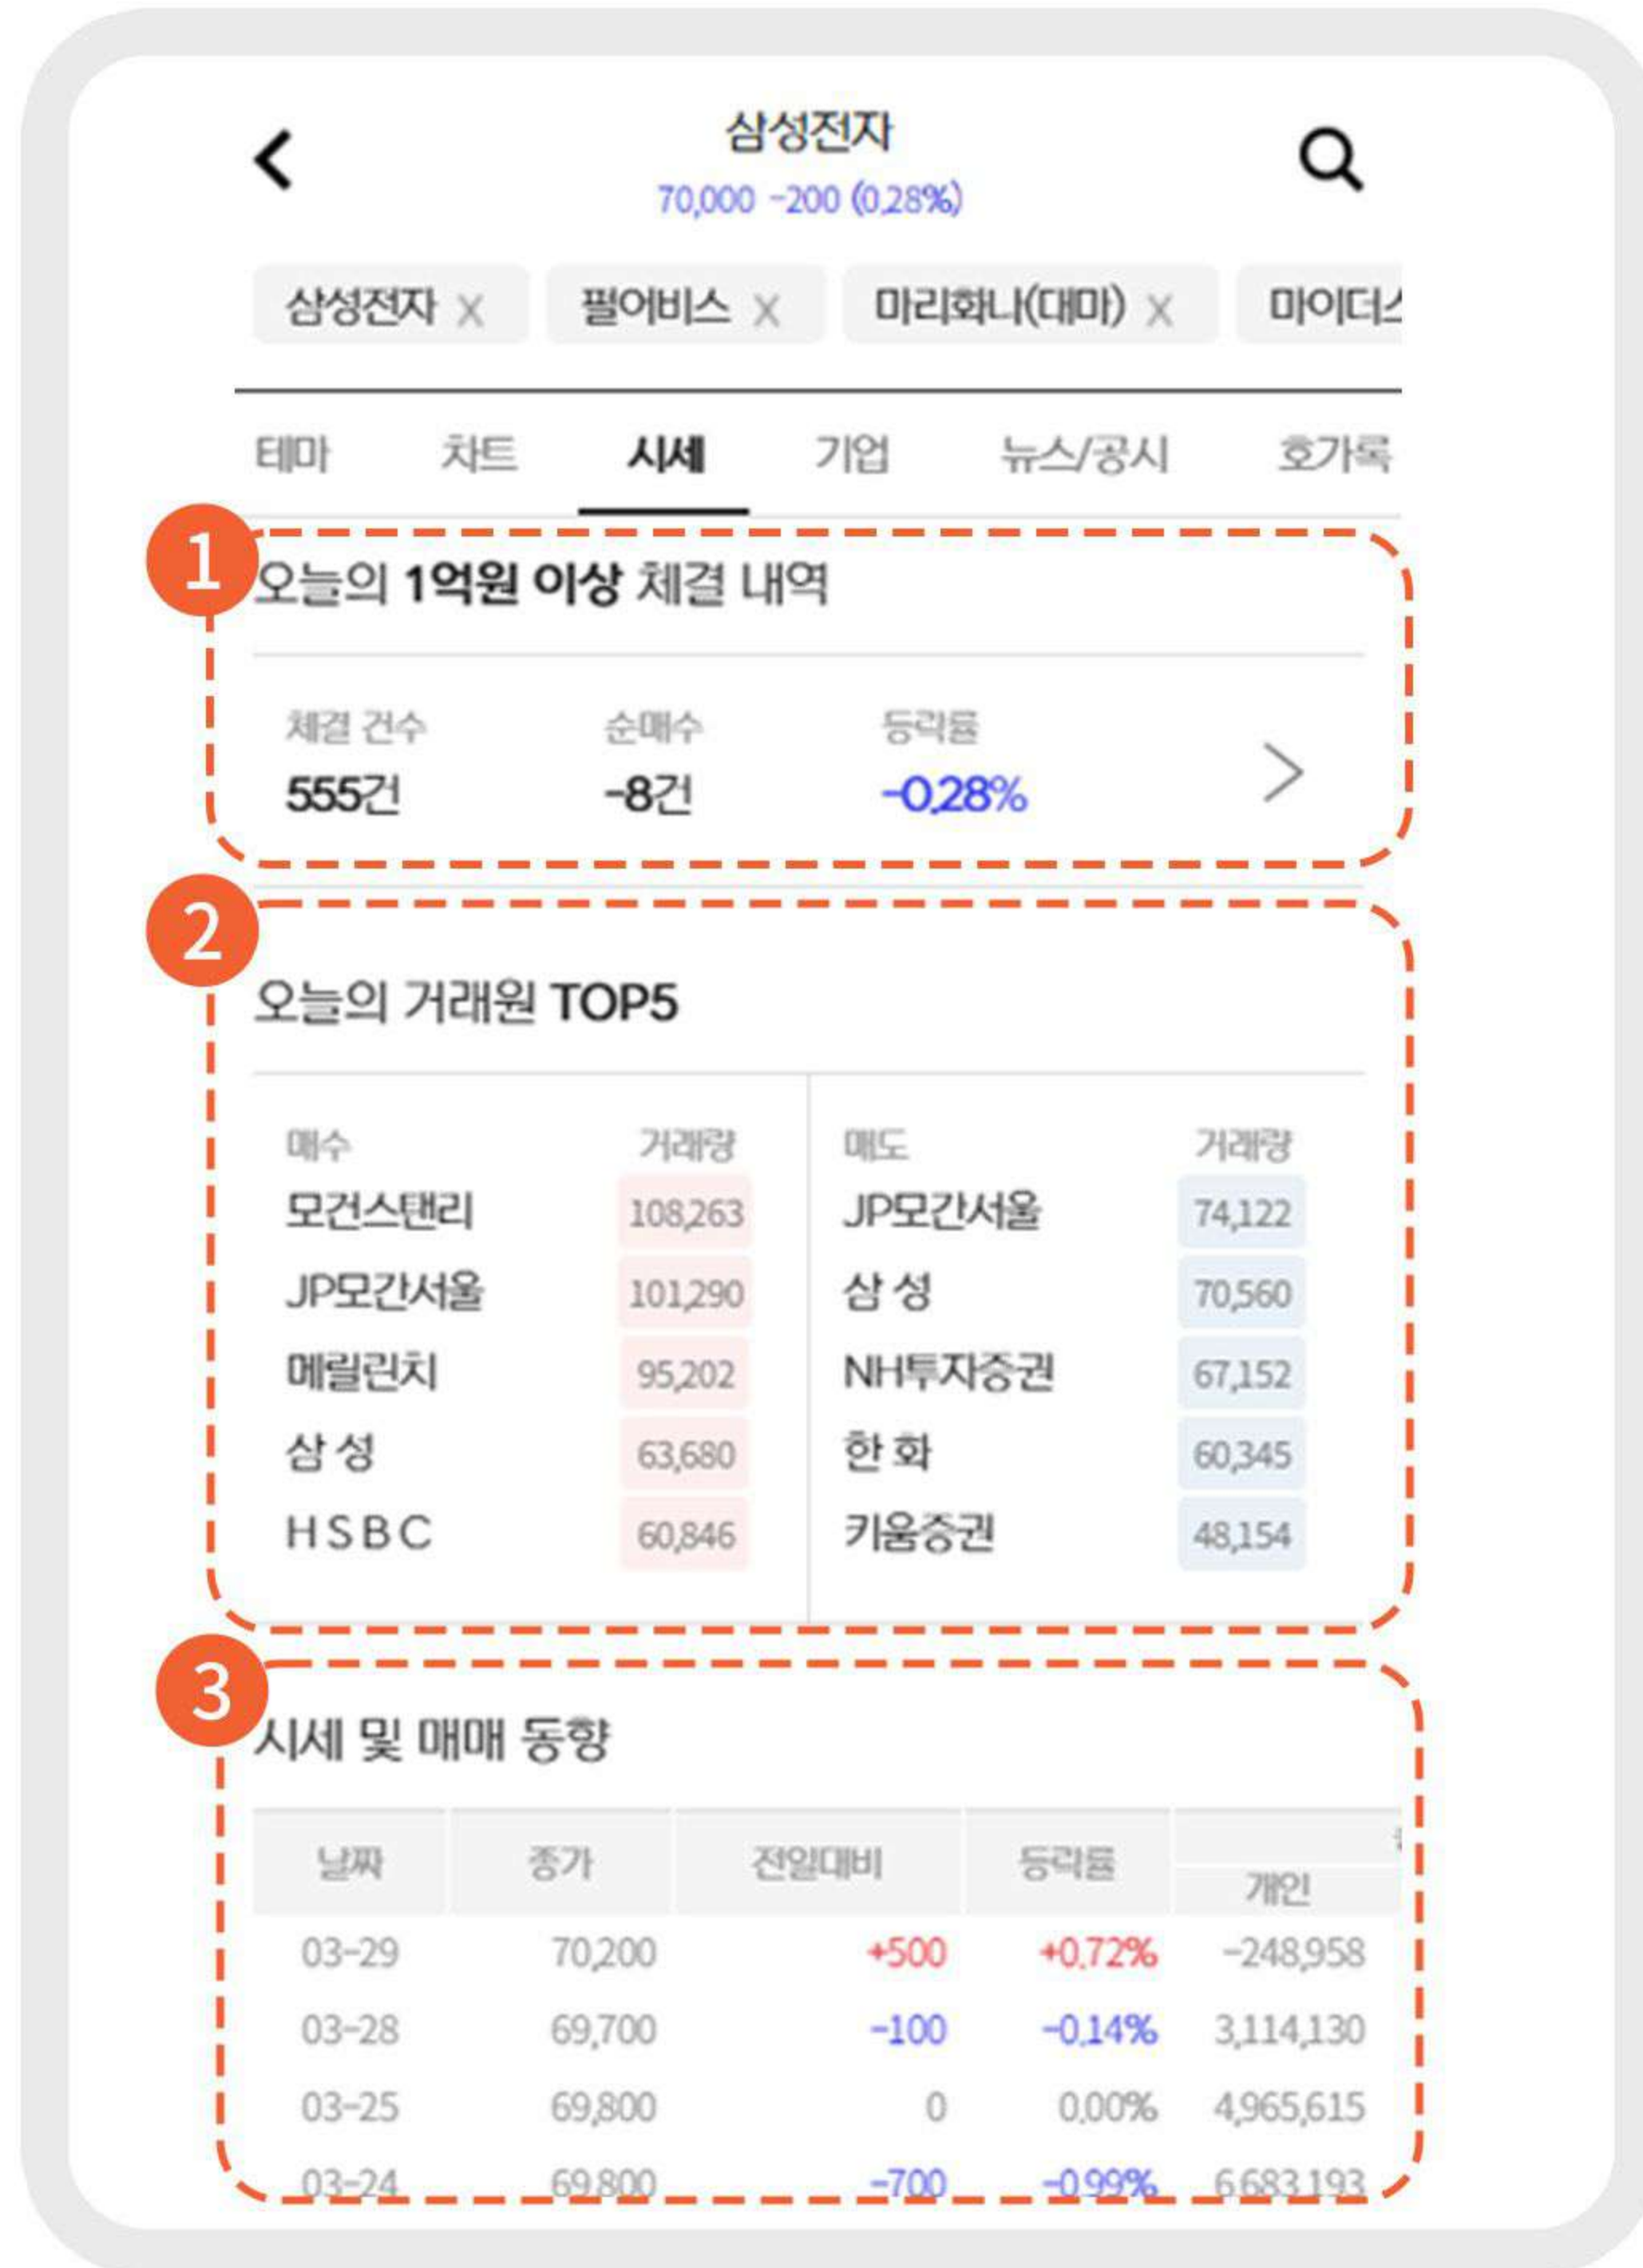 삼성전자
70,000 -200 (0.28%)
삼성전자 X 필어비스 X 마리화나(대마) X 마이더스
테마 차트 시세 기업 뉴스/공시 호가록
1
오늘의 1억원 이상 체결 내역
체결 건수 순매수 등락률
555건 -8건 -0.28%
2
오늘의 거래원 TOP5
매수 거래량 매도 거래량
모건스탠리 108,263 JP모간서울 74,122
JP모간서울 101,290 삼 성 70,560
메릴린치 95,202 NH투자증권 67,152
삼 성 63,680 한 화 60,345
H S B C 60,846 키움증권 48,154
3
시세 및 매매 동향
날짜 종가 전일대비 등락률 개인
03-29 70,200 +500 +0.72% -248,958
03-28 69,700 -100 -0.14% 3,114,130
03-25 69,800 0 0.00% 4,965,615
03-24 69,800 -700 -0.99% 6,683,193